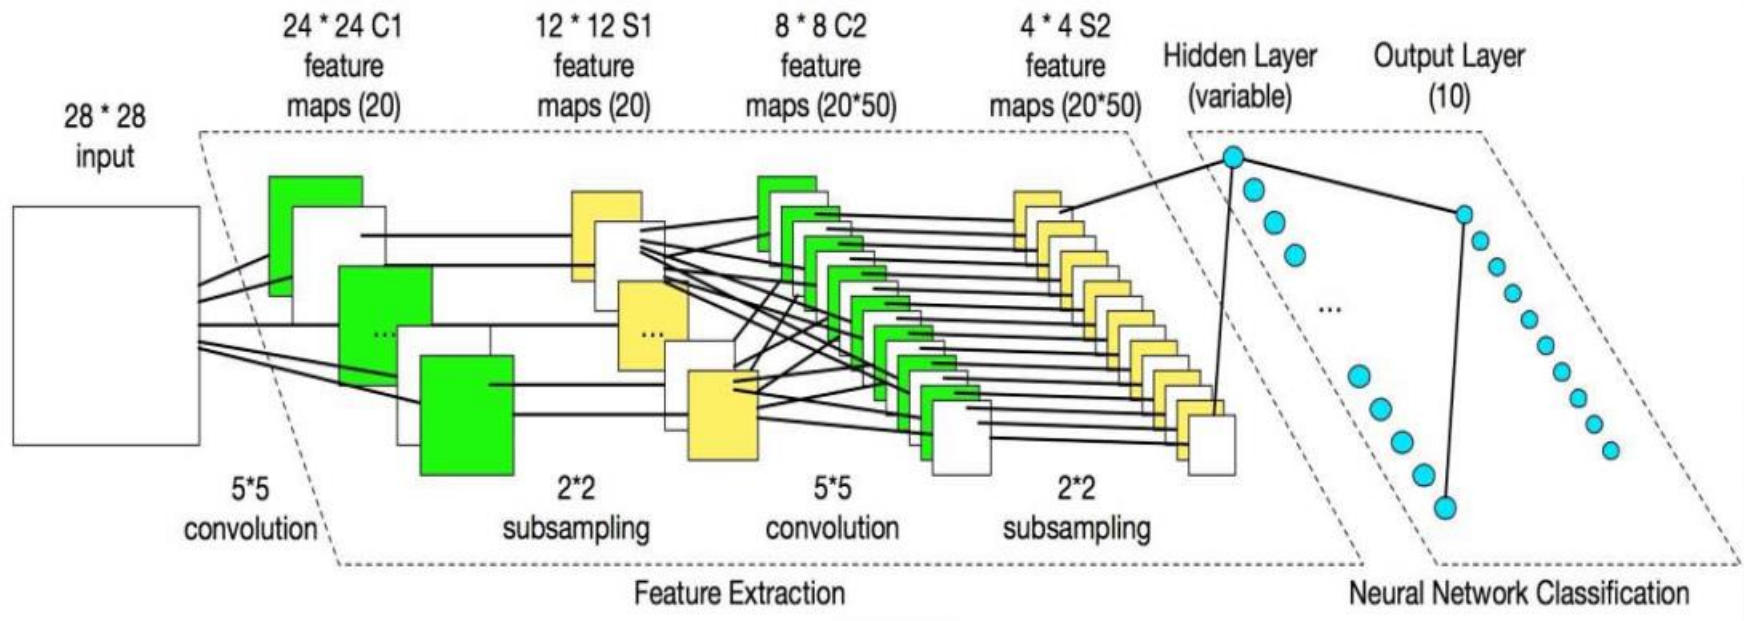 28 * 28
input
24 * 24 C1
feature
maps (20)
12 * 12 S1
feature
maps (20)
8 * 8 C2
feature
maps (20*50)
4 * 4 S2
feature
maps (20*50)
Hidden Layer
(variable)
Output Layer
(10)
...
...
...
5*5
convolution
2*2
subsampling
5*5
convolution
2*2
subsampling
Feature Extraction
Neural Network Classification